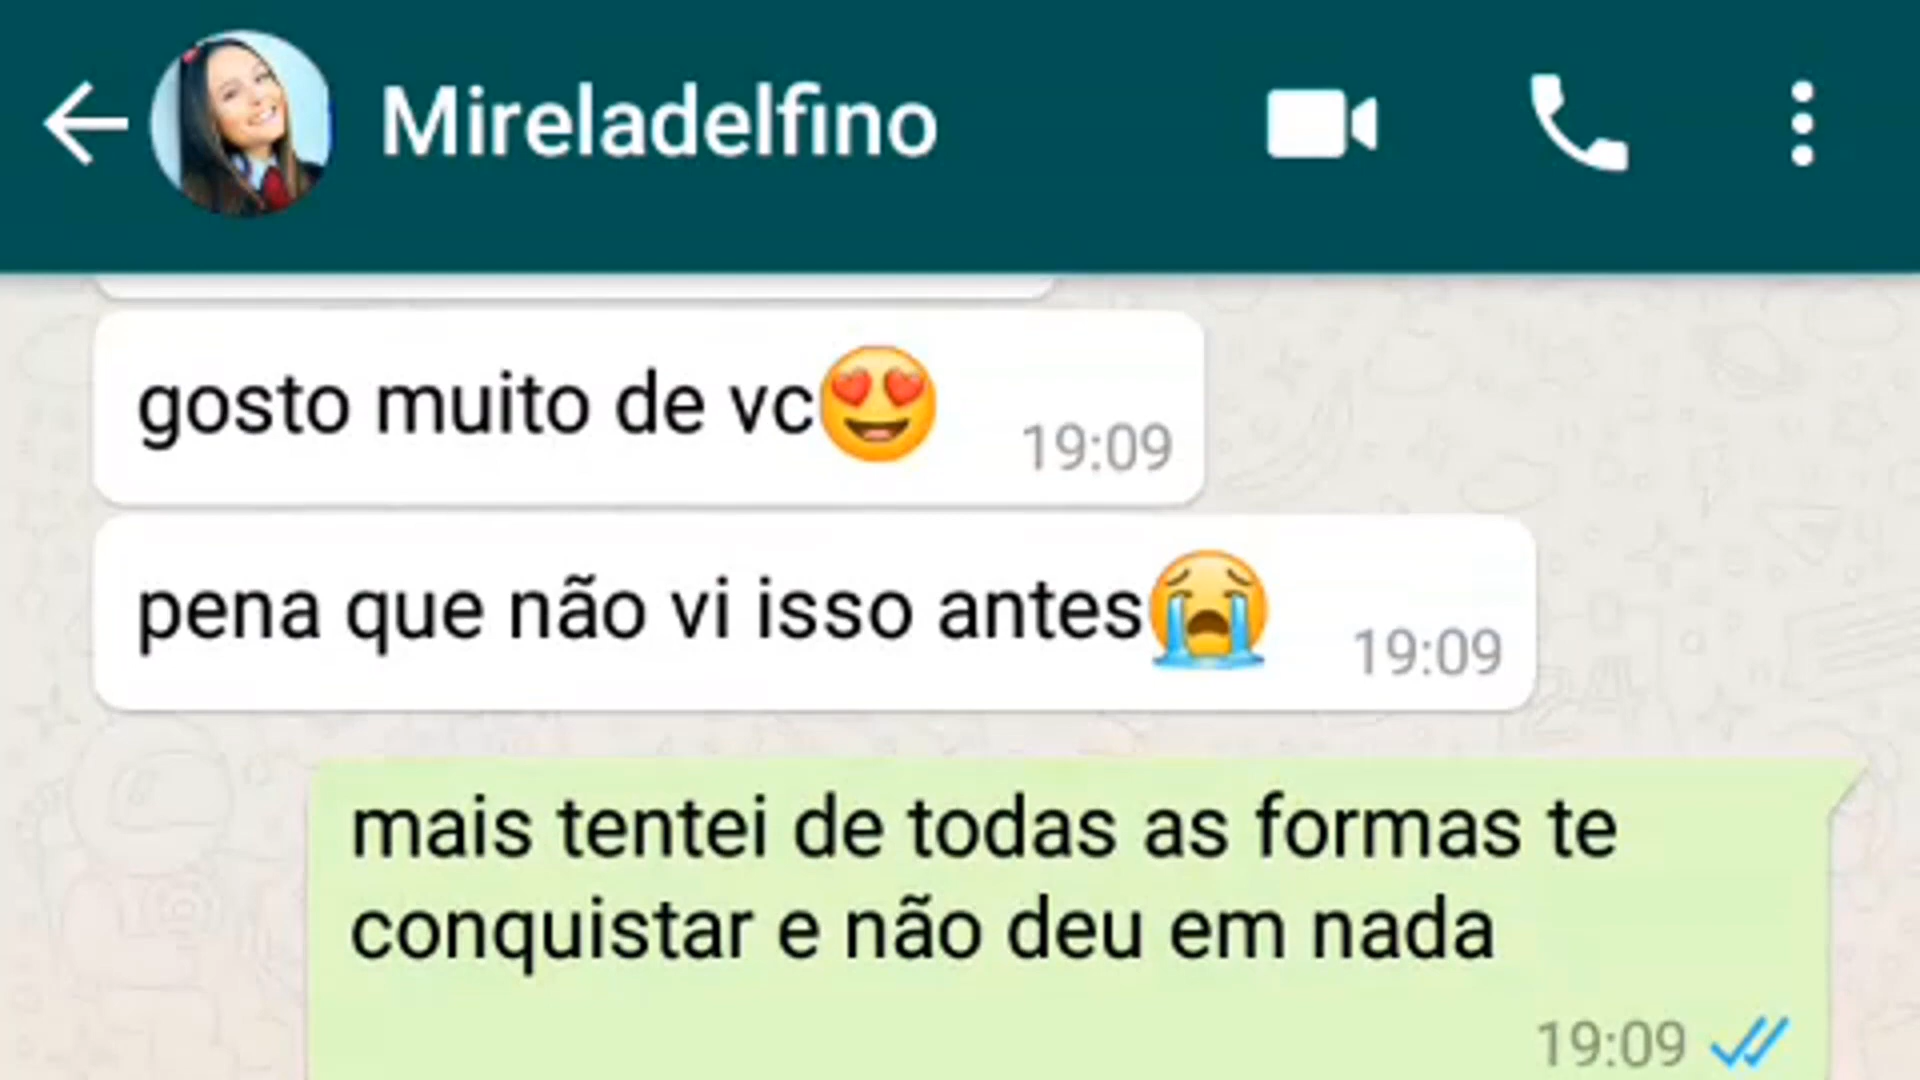 Mireladelfino
gosto muito de vc😍
19:09
pena que não vi isso antes😭
19:09
mais tentei de todas as formas te
conquistar e não deu em nada
19:09